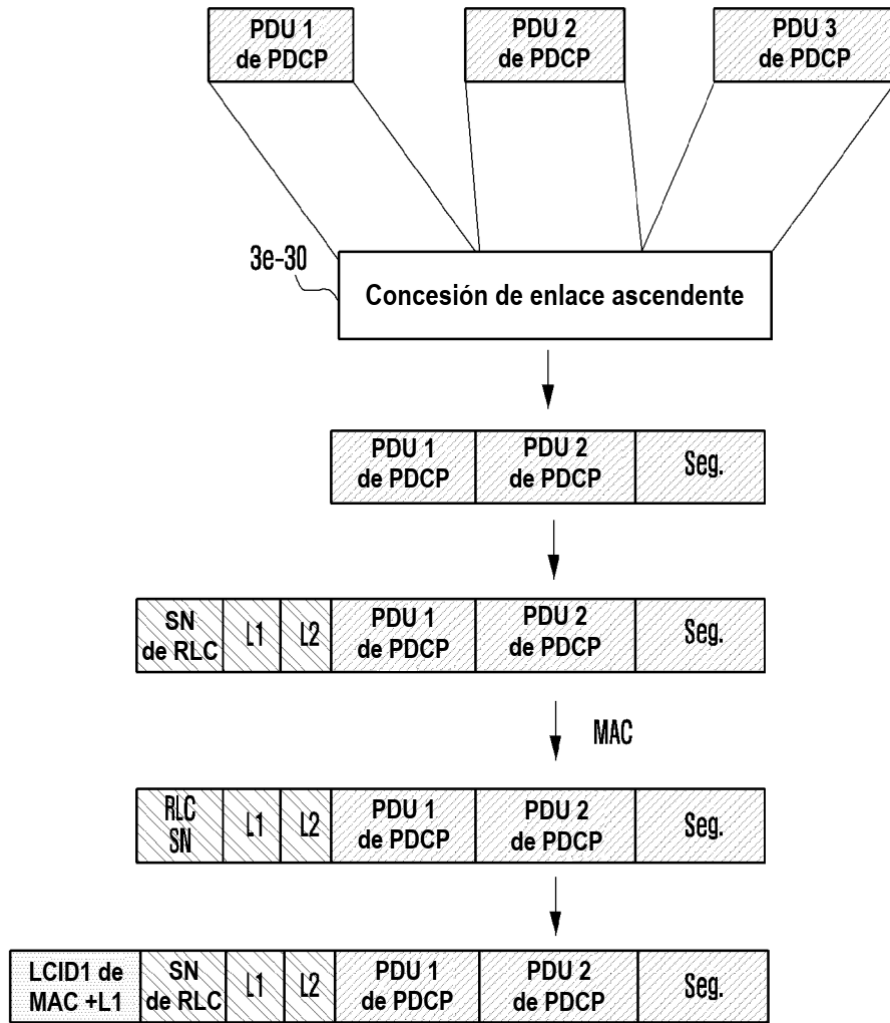 PDU 1
de PDCP
PDU 2
de PDCP
PDU 3
de PDCP
3e-30
Concesión de enlace ascendente
PDU 1
de PDCP
PDU 2
de PDCP
Seg.
SN
de RLC
L1
L2
PDU 1
de PDCP
PDU 2
de PDCP
Seg.
MAC
RLC
SN
L1
L2
PDU 1
de PDCP
PDU 2
de PDCP
Seg.
LCID1 de
MAC +L1
SN
de RLC
L1
L2
PDU 1
de PDCP
PDU 2
de PDCP
Seg.